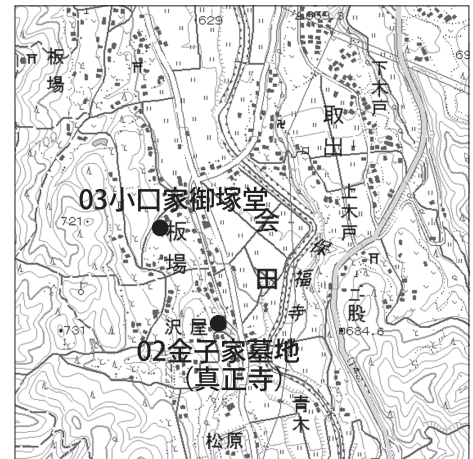 629
板場
下木戸
取出
上木戸
03小口家御塚堂
721
板場
会田
保福寺
二股
731
沢屋
684.6
02金子家墓地
（真正寺）
青木
松原